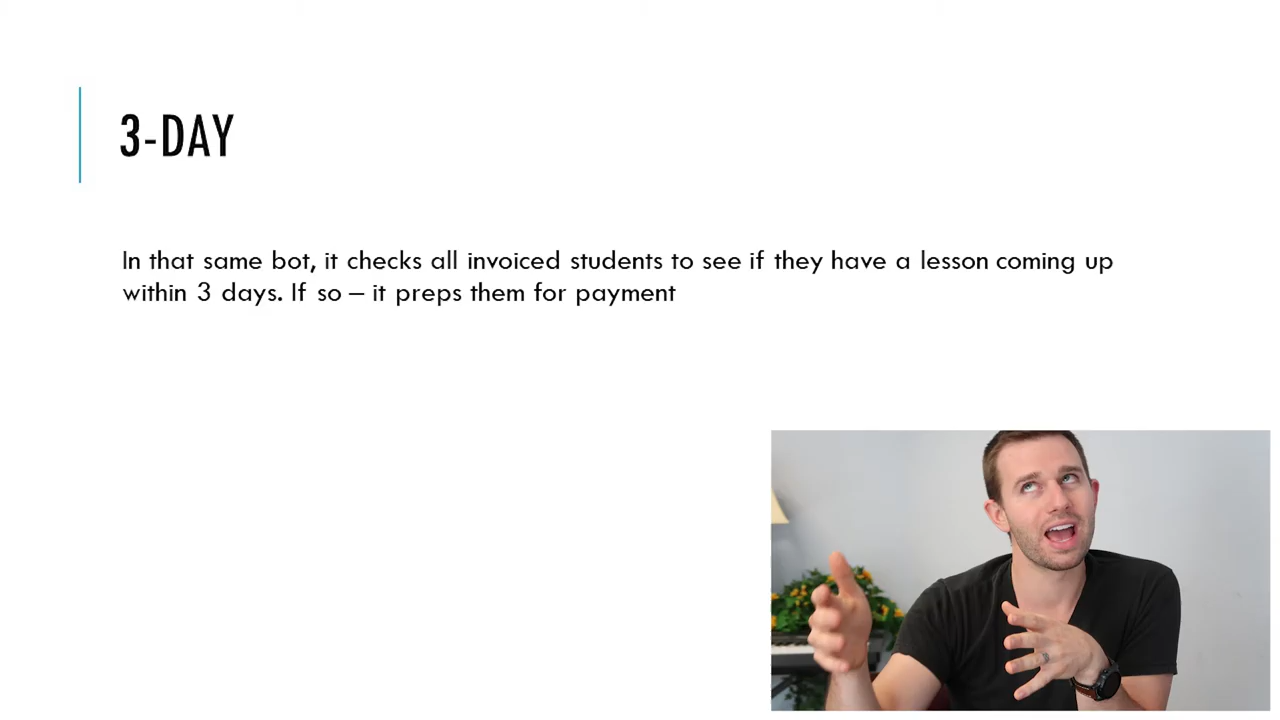 3-DAY
In that same bot, it checks all invoiced students to see if they have a lesson coming up
within 3 days. If so – it preps them for payment